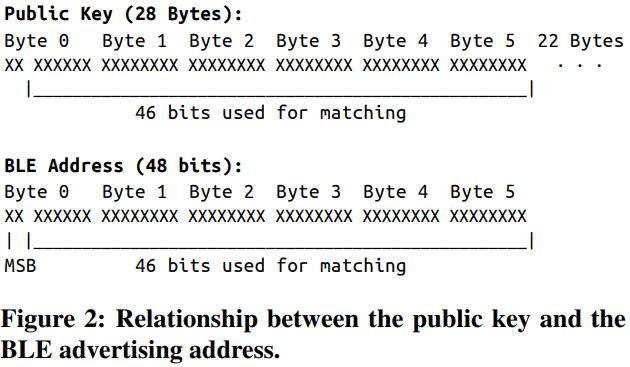 Public Key (28 Bytes):
Byte 0 Byte 1 Byte 2 Byte 3 Byte 4 Byte 5 22 Bytes
XX XXXXXX XXXXXXXX XXXXXXXX XXXXXXXX XXXXXXXX XXXXXXXX . . .
|_______________________________________________|
46 bits used for matching
BLE Address (48 bits):
Byte 0 Byte 1 Byte 2 Byte 3 Byte 4 Byte 5
XX XXXXXX XXXXXXXX XXXXXXXX XXXXXXXX XXXXXXXX XXXXXXXX
| |_______________________________________________|
MSB 46 bits used for matching
Figure 2: Relationship between the public key and the
BLE advertising address.